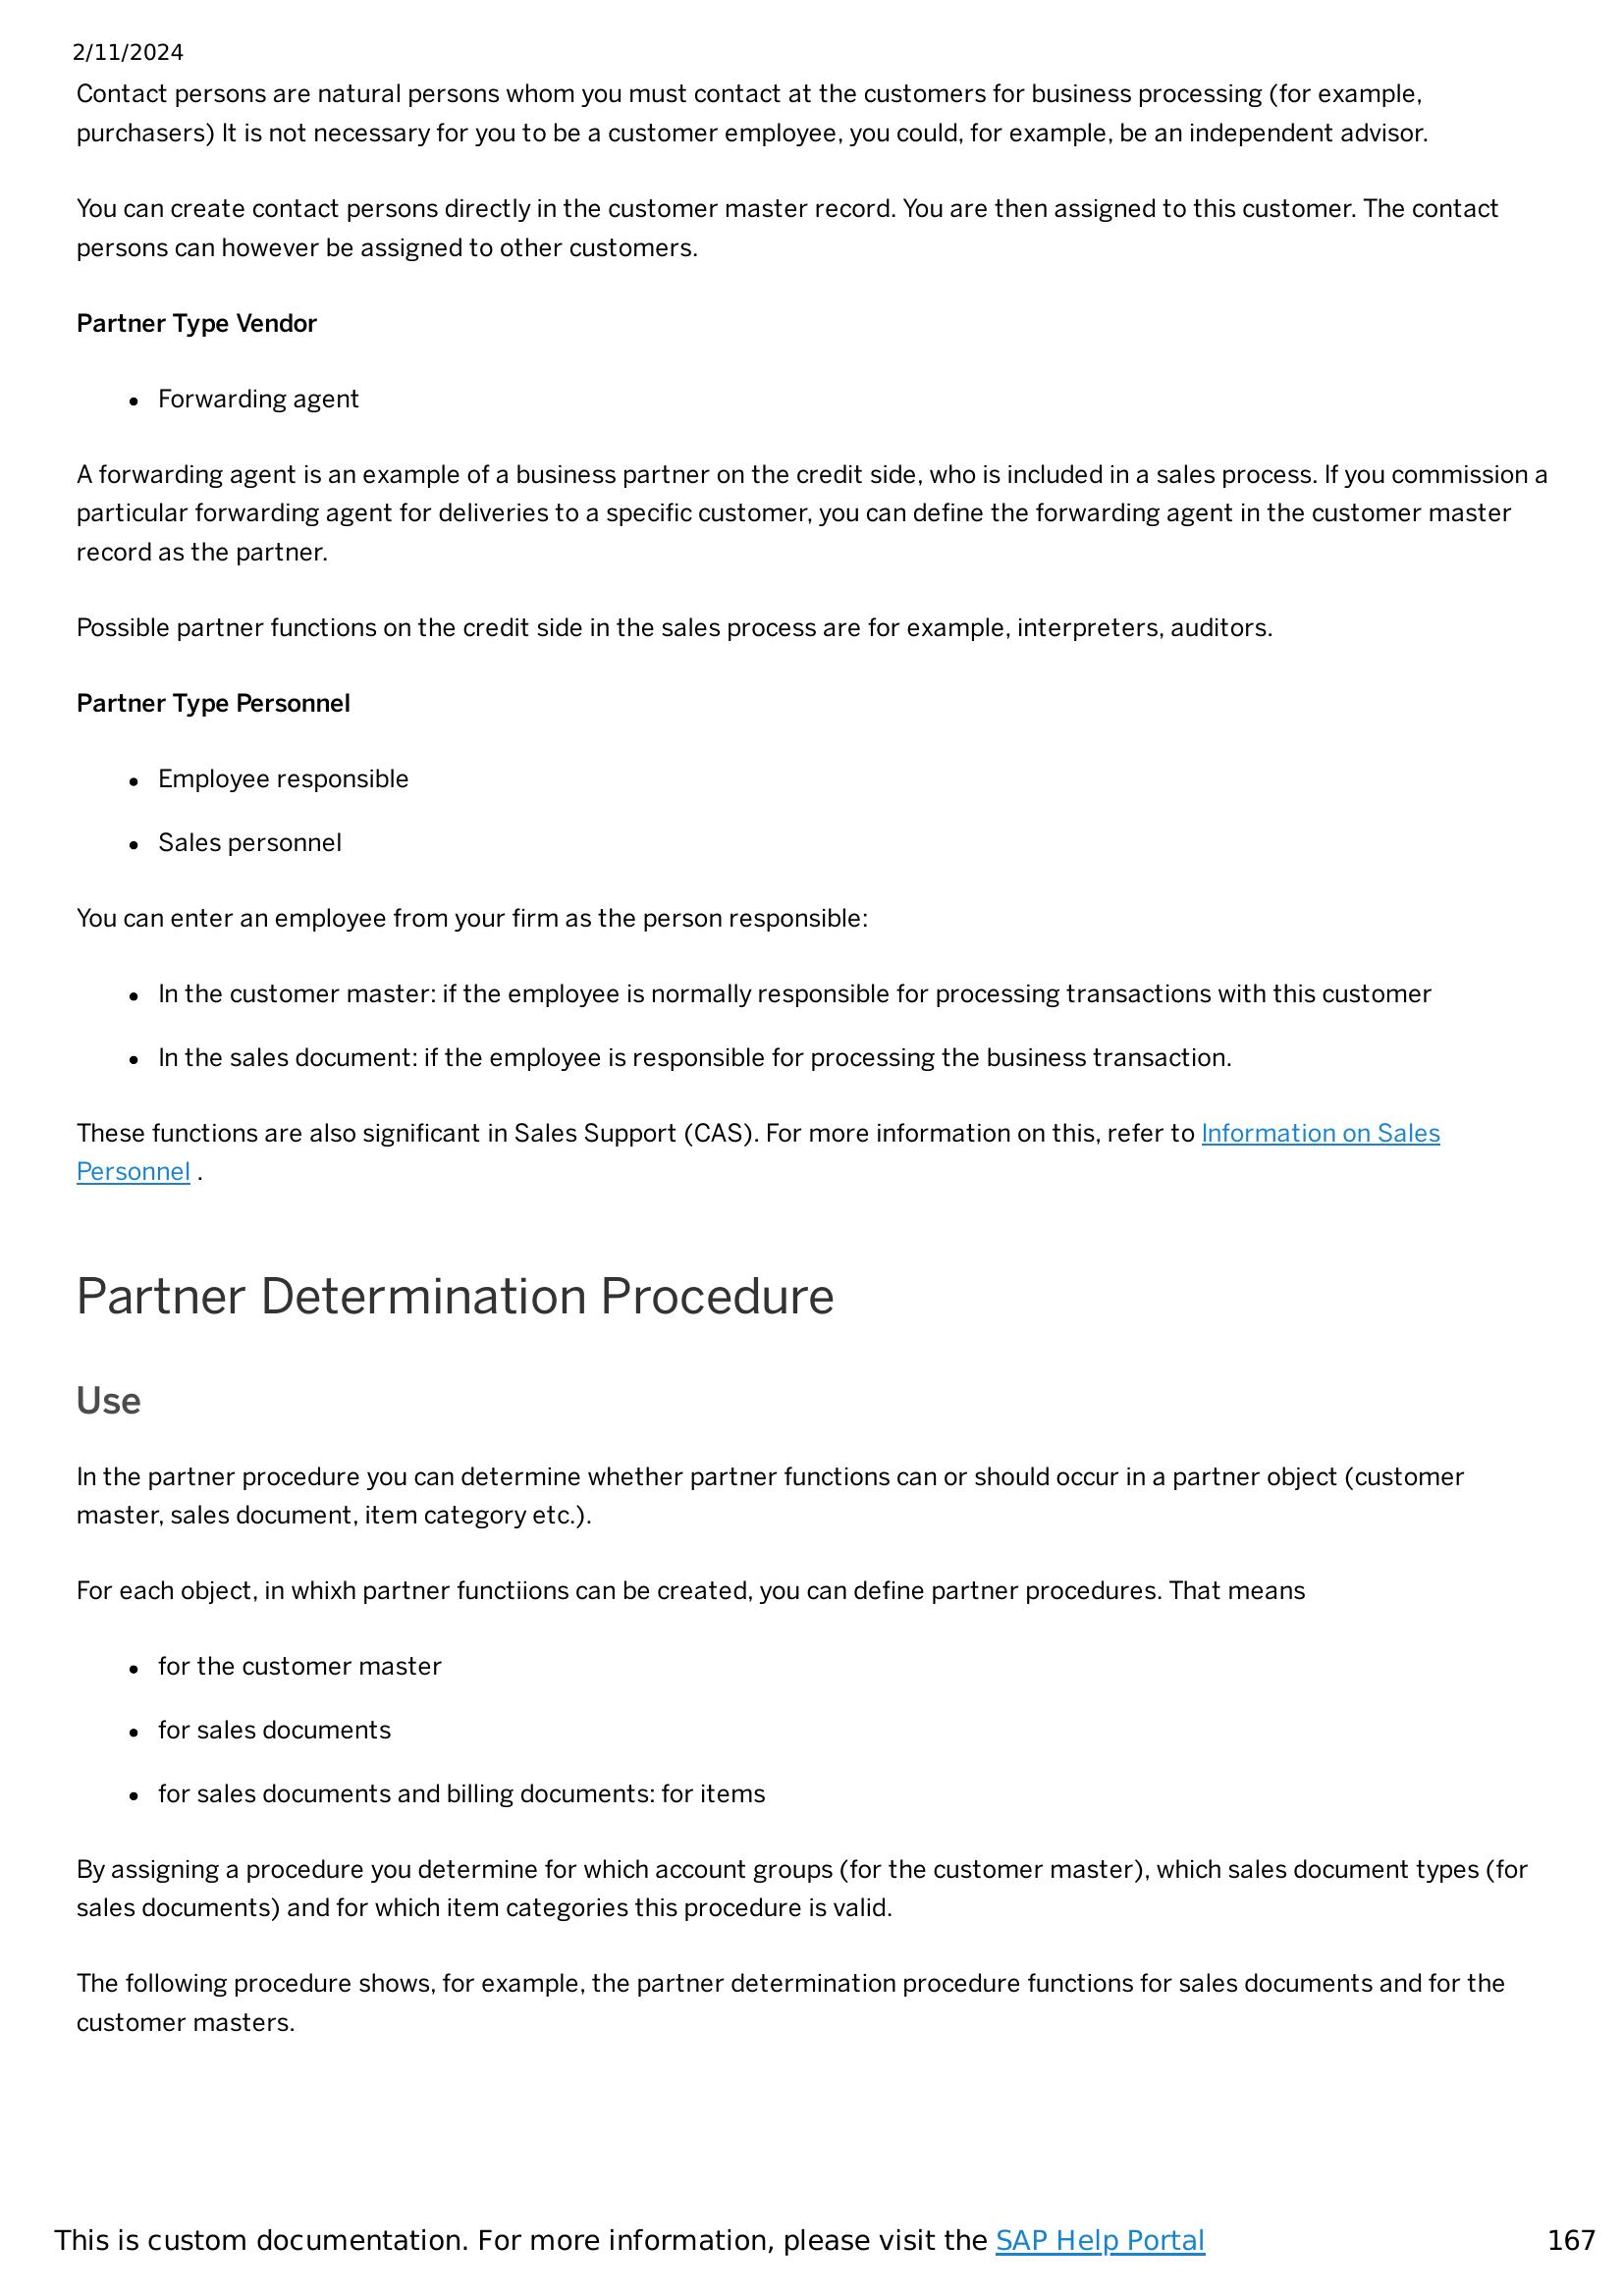 2/11/2024
Contact persons are natural persons whom you must contact at the customers for business processing (for example,
purchasers) It is not necessary for you to be a customer employee, you could, for example, be an independent advisor.
You can create contact persons directly in the customer master record. You are then assigned to this customer. The contact
persons can however be assigned to other customers.
Partner Type Vendor
• Forwarding agent
A forwarding agent is an example of a business partner on the credit side, who is included in a sales process. If you commission a
particular forwarding agent for deliveries to a specific customer, you can define the forwarding agent in the customer master
record as the partner.
Possible partner functions on the credit side in the sales process are for example, interpreters, auditors.
Partner Type Personnel
• Employee responsible
• Sales personnel
You can enter an employee from your firm as the person responsible:
• In the customer master: if the employee is normally responsible for processing transactions with this customer
• In the sales document: if the employee is responsible for processing the business transaction.
These functions are also significant in Sales Support (CAS). For more information on this, refer to Information on Sales
Personnel .
Partner Determination Procedure
Use
In the partner procedure you can determine whether partner functions can or should occur in a partner object (customer
master, sales document, item category etc.).
For each object, in whixh partner functiions can be created, you can define partner procedures. That means
• for the customer master
• for sales documents
• for sales documents and billing documents: for items
By assigning a procedure you determine for which account groups (for the customer master), which sales document types (for
sales documents) and for which item categories this procedure is valid.
The following procedure shows, for example, the partner determination procedure functions for sales documents and for the
customer masters.
This is custom documentation. For more information, please visit the SAP Help Portal 167